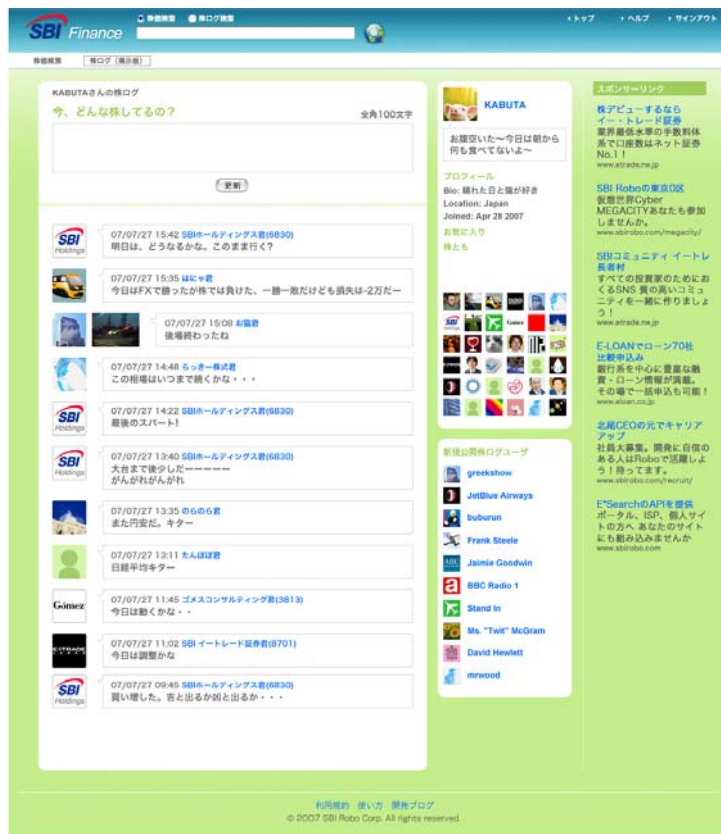 SBI Finance
株価検索 株ログ検索
トップ ヘルプ サインアウト
株価検索 株ログ(掲示板)
KABUTAさんの株ログ
今、どんな株してるの?
全角100文字
更新
SBI Holdings
07/07/27 15:42 SBIホールディングス君(6830)
明日は、どうなるかな。このまま行く?
07/07/27 15:35 はにゃ君
今日はFXで勝ったが株では負けた、一勝一敗だけども損失は-2万だー
07/07/27 15:08 お猫君
後場終わったね
07/07/27 14:48 らっきー株式君
この相場はいつまで続くかな・・・
SBI Holdings
07/07/27 14:22 SBIホールディングス君(6830)
最後のスパート!
SBI Holdings
07/07/27 13:40 SBIホールディングス君(6830)
大台まで後少しだーーーーー
がんがれがんがれ
07/07/27 13:35 のらのら君
また円安だ。キター
07/07/27 13:11 たんぽぽ君
日経平均キター
Gómez
07/07/27 11:45 ゴメスコンサルティング君(3813)
今日は動くかな・・
E*TRADE
07/07/27 11:02 SBI イートレード証券君(8701)
今日は調整かな
SBI Holdings
07/07/27 09:45 SBIホールディングス君(6830)
買い増した。吉と出るか凶と出るか・・・
KABUTA
お腹空いた～今日は朝から
何も食べてないよ～
プロフィール
Bio: 晴れた日と猫が好き
Location: Japan
Joined: Apr 28 2007
お気に入り
株とも
新規公開株ログユーザ
greekshow
JetBlue Airways
buburun
Frank Steele
ABC
Jaimie Goodwin
BBC Radio 1
Stand In
Ms. "Twit" McGram
David Hewlett
mrwood
スポンサーリンク
株デビューするなら
イー・トレード証券
業界最低水準の手数料体
系で口座数はネット証券
No.1!
www.etrade.ne.jp
SBI Roboの東京0区
仮想世界Cyber
MEGACITYあなたも参加
しませんか。
www.sbirobo.com/megacity/
SBIコミュニティ イートレ
長者村
すべての投資家のためにお
くるSNS 質の高いコミュ
ニティを一緒に作りましょ
う!
www.etrade.ne.jp
E-LOANでローン70社
比較申込み
銀行系を中心に豊富な融
資・ローン情報が満載。
その場で一括申込も可能!
www.eloan.co.jp
北尾CEOの元でキャリア
アップ
社員大募集。開発に自信の
ある人はRoboで活躍しよ
う!待ってます。
www.sbirobo.com/recruit/
E*SearchのAPIを提供
ポータル、ISP、個人サイ
トの方へ あなたのサイト
にも組み込みませんか
www.sbirobo.com
利用規約 使い方 開発ブログ
© 2007 SBI Robo Corp. All rights reserved.